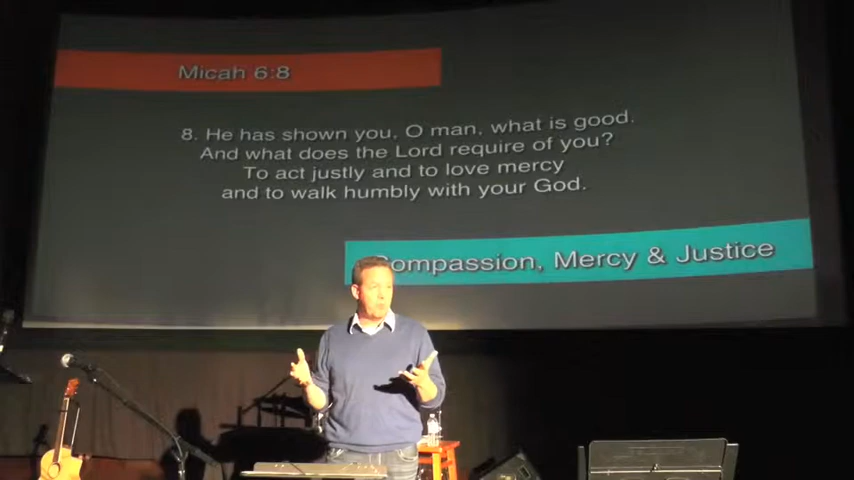 Micah 6:8
8. He has shown you, O man, what is good.
And what does the Lord require of you?
To act justly and to love mercy
and to walk humbly with your God.
Compassion, Mercy & Justice